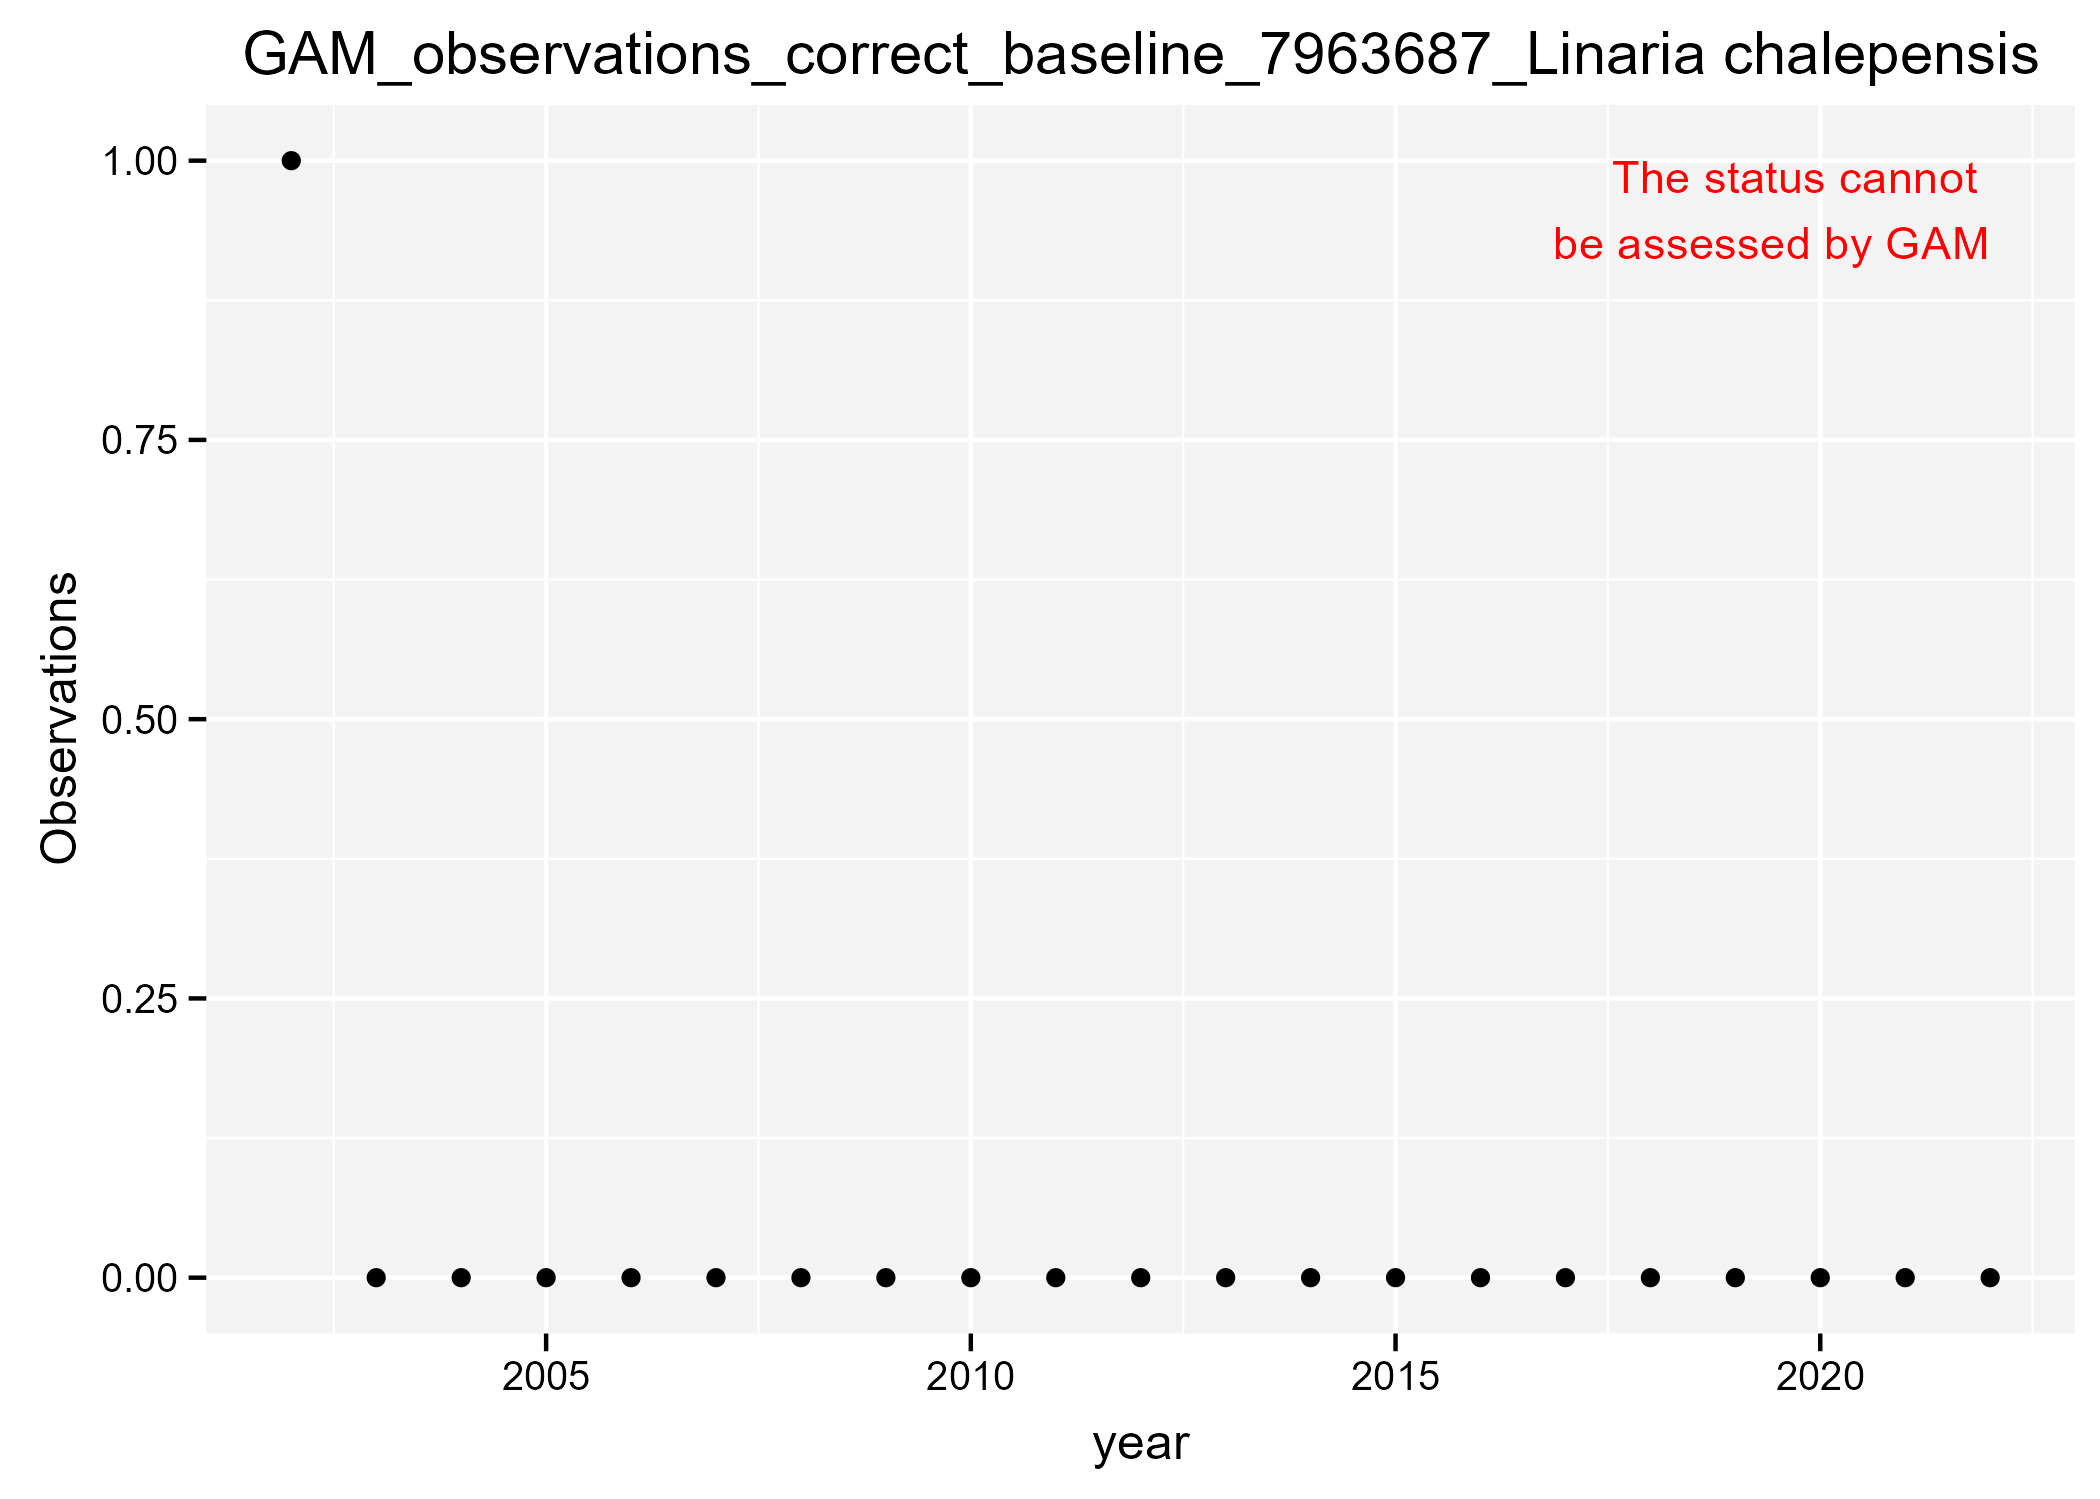 GAM_observations_correct_baseline_7963687_Linaria chalepensis
The status cannot
be assessed by GAM
Observations
1.00
0.75
0.50
0.25
0.00
2005 2010 2015 2020
year